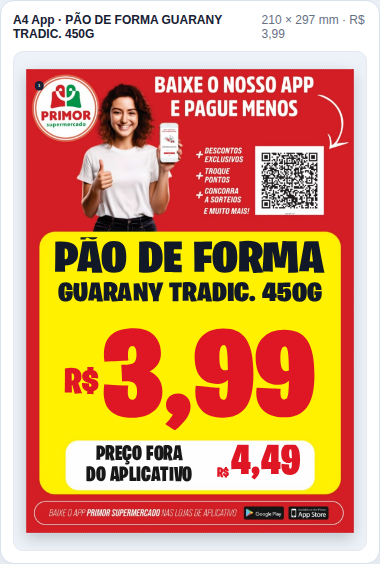 A4 App · PÃO DE FORMA GUARANY
TRADIC. 450G
210 × 297 mm · R$
3,99
PRIMOR
supermercado
BAIXE O NOSSO APP
E PAGUE MENOS
+ DESCONTOS
EXCLUSIVOS
+ TROQUE
PONTOS
+ CONCORRA
A SORTEIOS
E MUITO MAIS!
PÃO DE FORMA
GUARANY TRADIC. 450G
R$3,99
PREÇO FORA
DO APLICATIVO
R$4,49
BAIXE O APP PRIMOR SUPERMERCADO NAS LOJAS DE APLICATIVO
Google Play
App Store